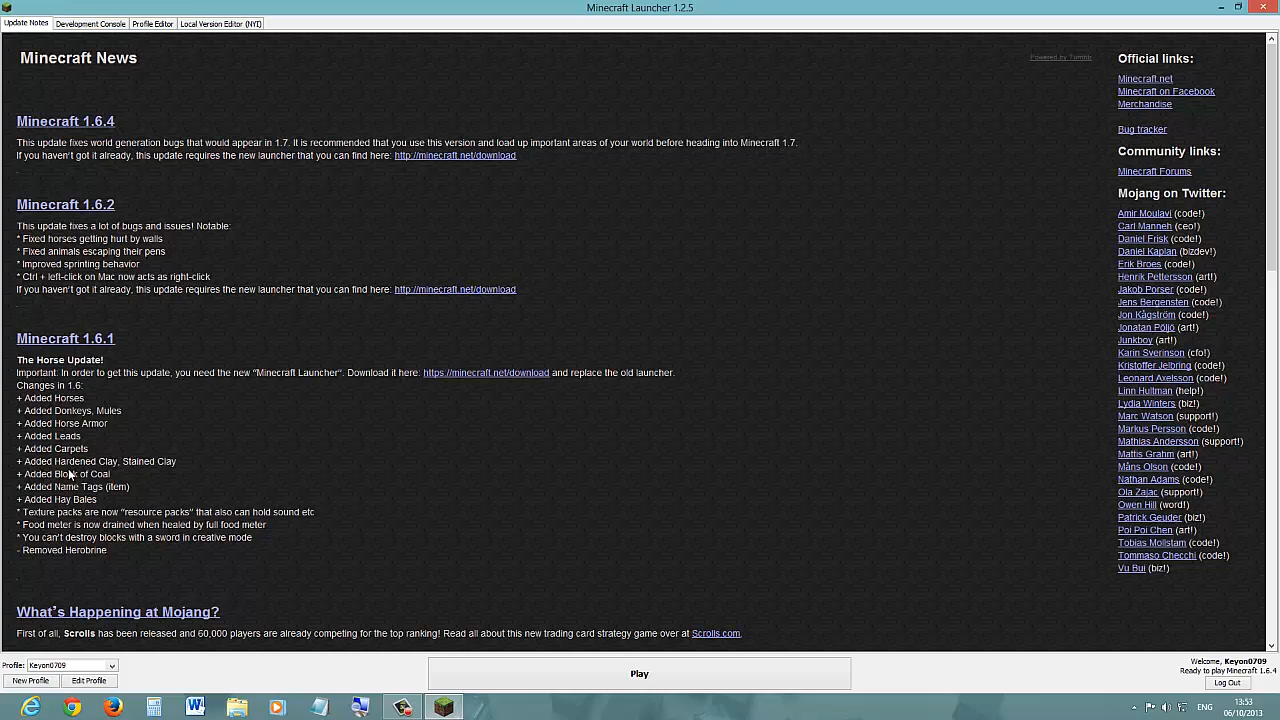 Minecraft Launcher 1.2.5
Update Notes
Development Console
Profile Editor
Local Version Editor (NYI)
Minecraft News
Powered by Tumblr
Minecraft 1.6.4
This update fixes world generation bugs that would appear in 1.7. It is recommended that you use this version and load up important areas of your world before heading into Minecraft 1.7.
If you haven't got it already, this update requires the new launcher that you can find here: http://minecraft.net/download
Minecraft 1.6.2
This update fixes a lot of bugs and issues! Notable:
* Fixed horses getting hurt by walls
* Fixed animals escaping their pens
* Improved sprinting behavior
* Ctrl + left-click on Mac now acts as right-click
If you haven't got it already, this update requires the new launcher that you can find here: http://minecraft.net/download
Minecraft 1.6.1
The Horse Update!
Important: In order to get this update, you need the new "Minecraft Launcher". Download it here: https://minecraft.net/download and replace the old launcher.
Changes in 1.6:
+ Added Horses
+ Added Donkeys, Mules
+ Added Horse Armor
+ Added Leads
+ Added Carpets
+ Added Hardened Clay, Stained Clay
+ Added Block of Coal
+ Added Name Tags (item)
+ Added Hay Bales
* Texture packs are now "resource packs" that also can hold sound etc
* Food meter is now drained when healed by full food meter
* You can't destroy blocks with a sword in creative mode
- Removed Herobrine
What's Happening at Mojang?
First of all, Scrolls has been released and 60,000 players are already competing for the top ranking! Read all about this new trading card strategy game over at Scrolls.com.
Official links:
Minecraft.net
Minecraft on Facebook
Merchandise
Bug tracker
Community links:
Minecraft Forums
Mojang on Twitter:
Amir Moulavi (code!)
Carl Manneh (ceo!)
Daniel Frisk (code!)
Daniel Kaplan (bizdev!)
Erik Broes (code!)
Henrik Pettersson (art!)
Jakob Porser (code!)
Jens Bergensten (code!)
Jon Kågström (code!)
Jonatan Pöljö (art!)
Junkboy (art!)
Karin Sverinson (cfo!)
Kristoffer Jelbring (code!)
Leonard Axelsson (code!)
Linn Hultman (help!)
Lydia Winters (biz!)
Marc Watson (support!)
Markus Persson (code!)
Mathias Andersson (support!)
Mattis Grahm (art!)
Måns Olson (code!)
Nathan Adams (code!)
Ola Zajac (support!)
Owen Hill (word!)
Patrick Geuder (biz!)
Poi Poi Chen (art!)
Tobias Mollstam (code!)
Tommaso Checchi (code!)
Vu Bui (biz!)
Profile: Keyon0709
New Profile
Edit Profile
Play
Welcome, Keyon0709
Ready to play Minecraft 1.6.4
Log Out
ENG
13:53
06/10/2013